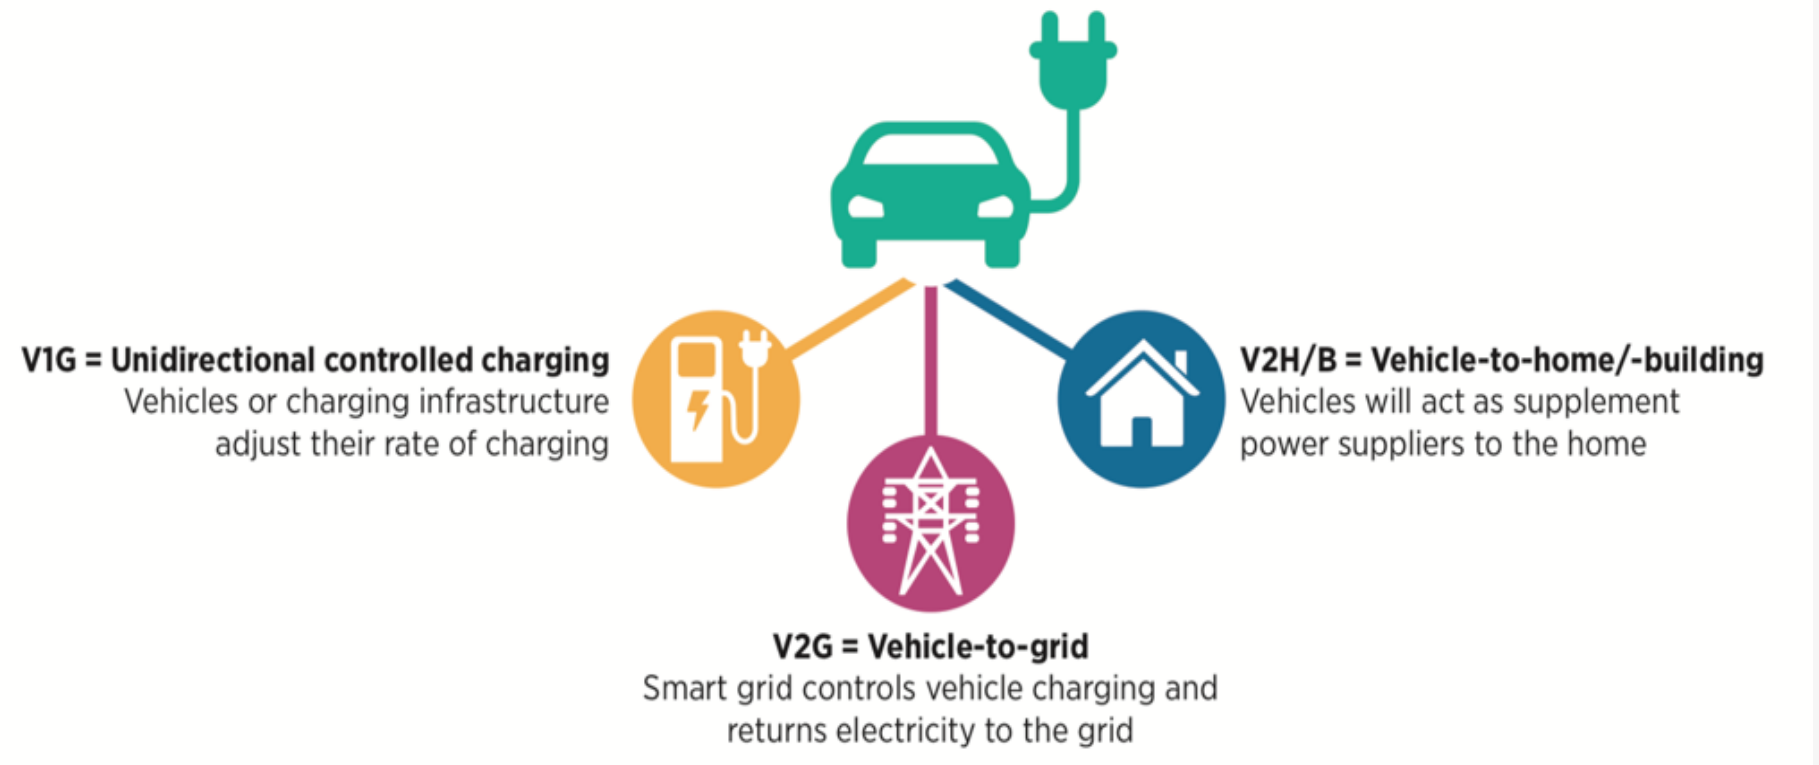 V1G = Unidirectional controlled charging
Vehicles or charging infrastructure
adjust their rate of charging
V2H/B = Vehicle-to-home/-building
Vehicles will act as supplement
power suppliers to the home
V2G = Vehicle-to-grid
Smart grid controls vehicle charging and
returns electricity to the grid